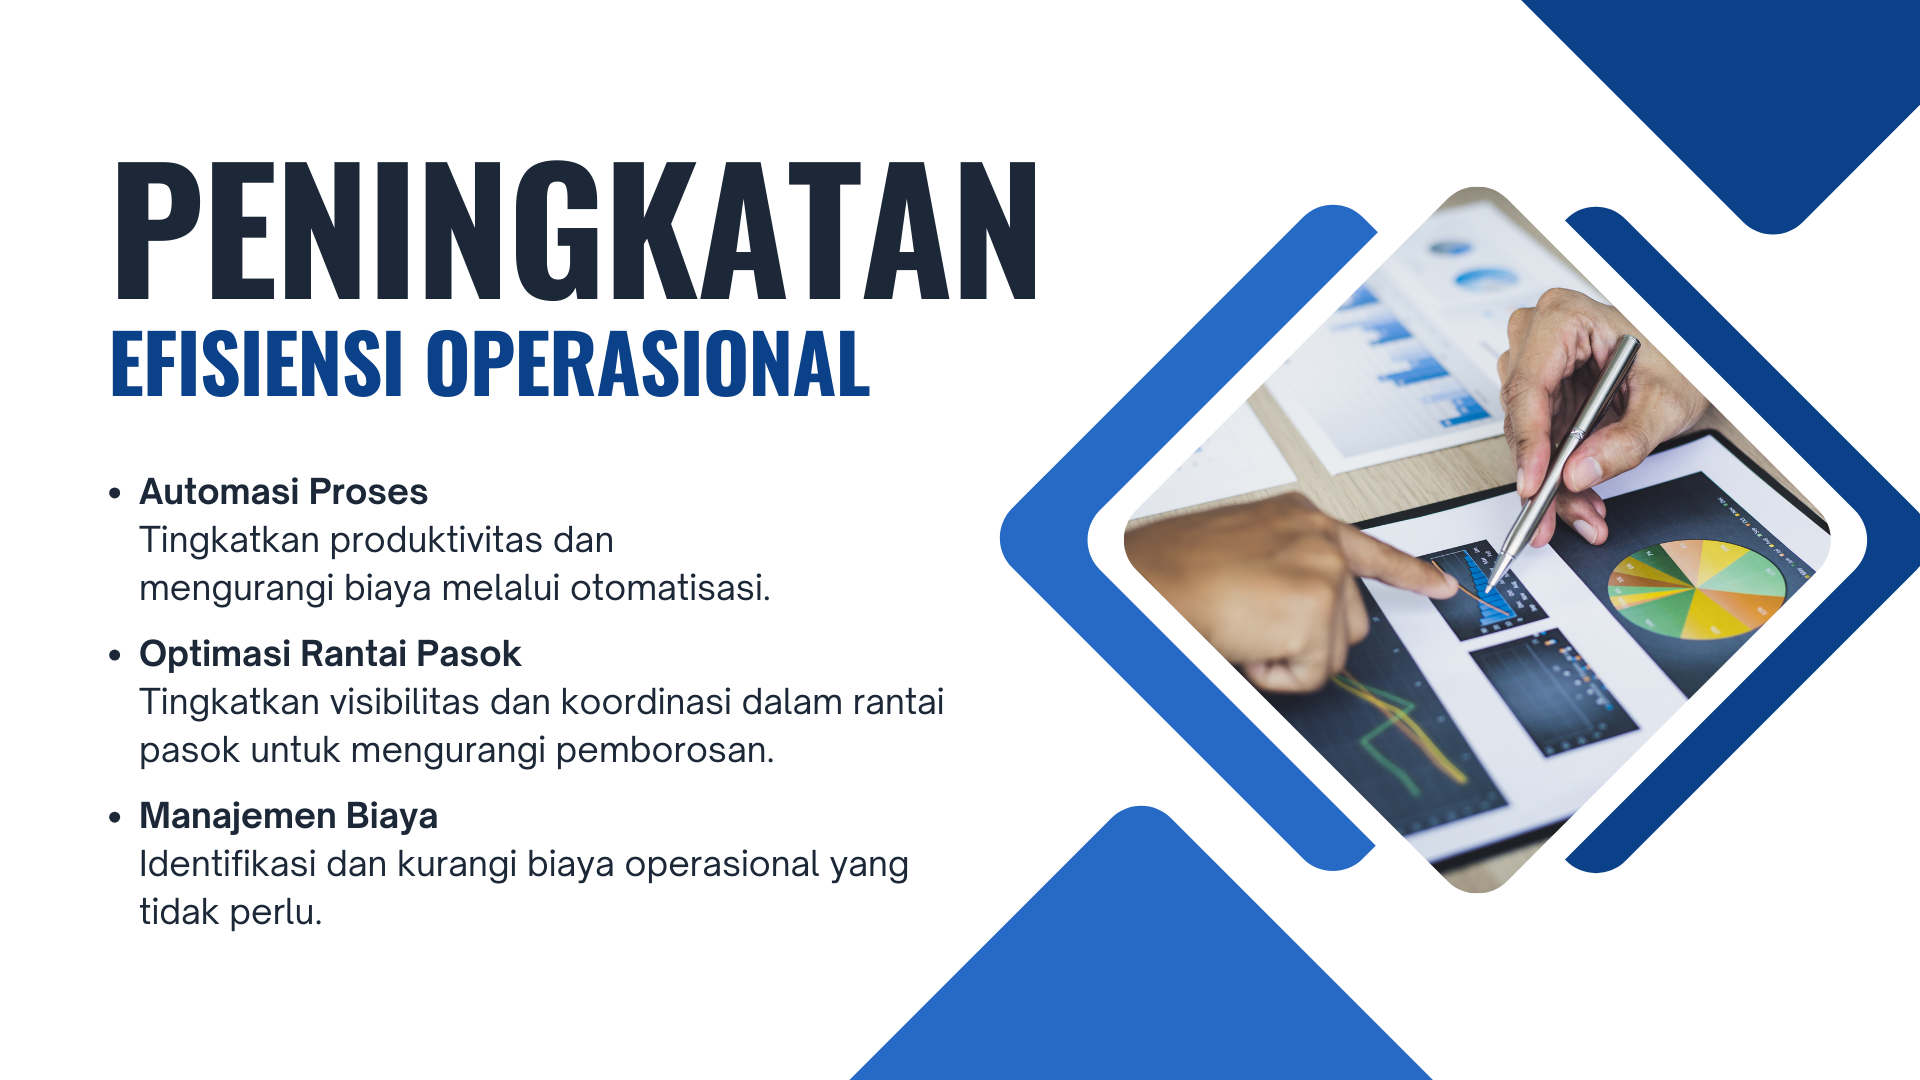 PENINGKATAN
EFISIENSI OPERASIONAL
• Automasi Proses
Tingkatkan produktivitas dan
mengurangi biaya melalui otomatisasi.
• Optimasi Rantai Pasok
Tingkatkan visibilitas dan koordinasi dalam rantai
pasok untuk mengurangi pemborosan.
• Manajemen Biaya
Identifikasi dan kurangi biaya operasional yang
tidak perlu.